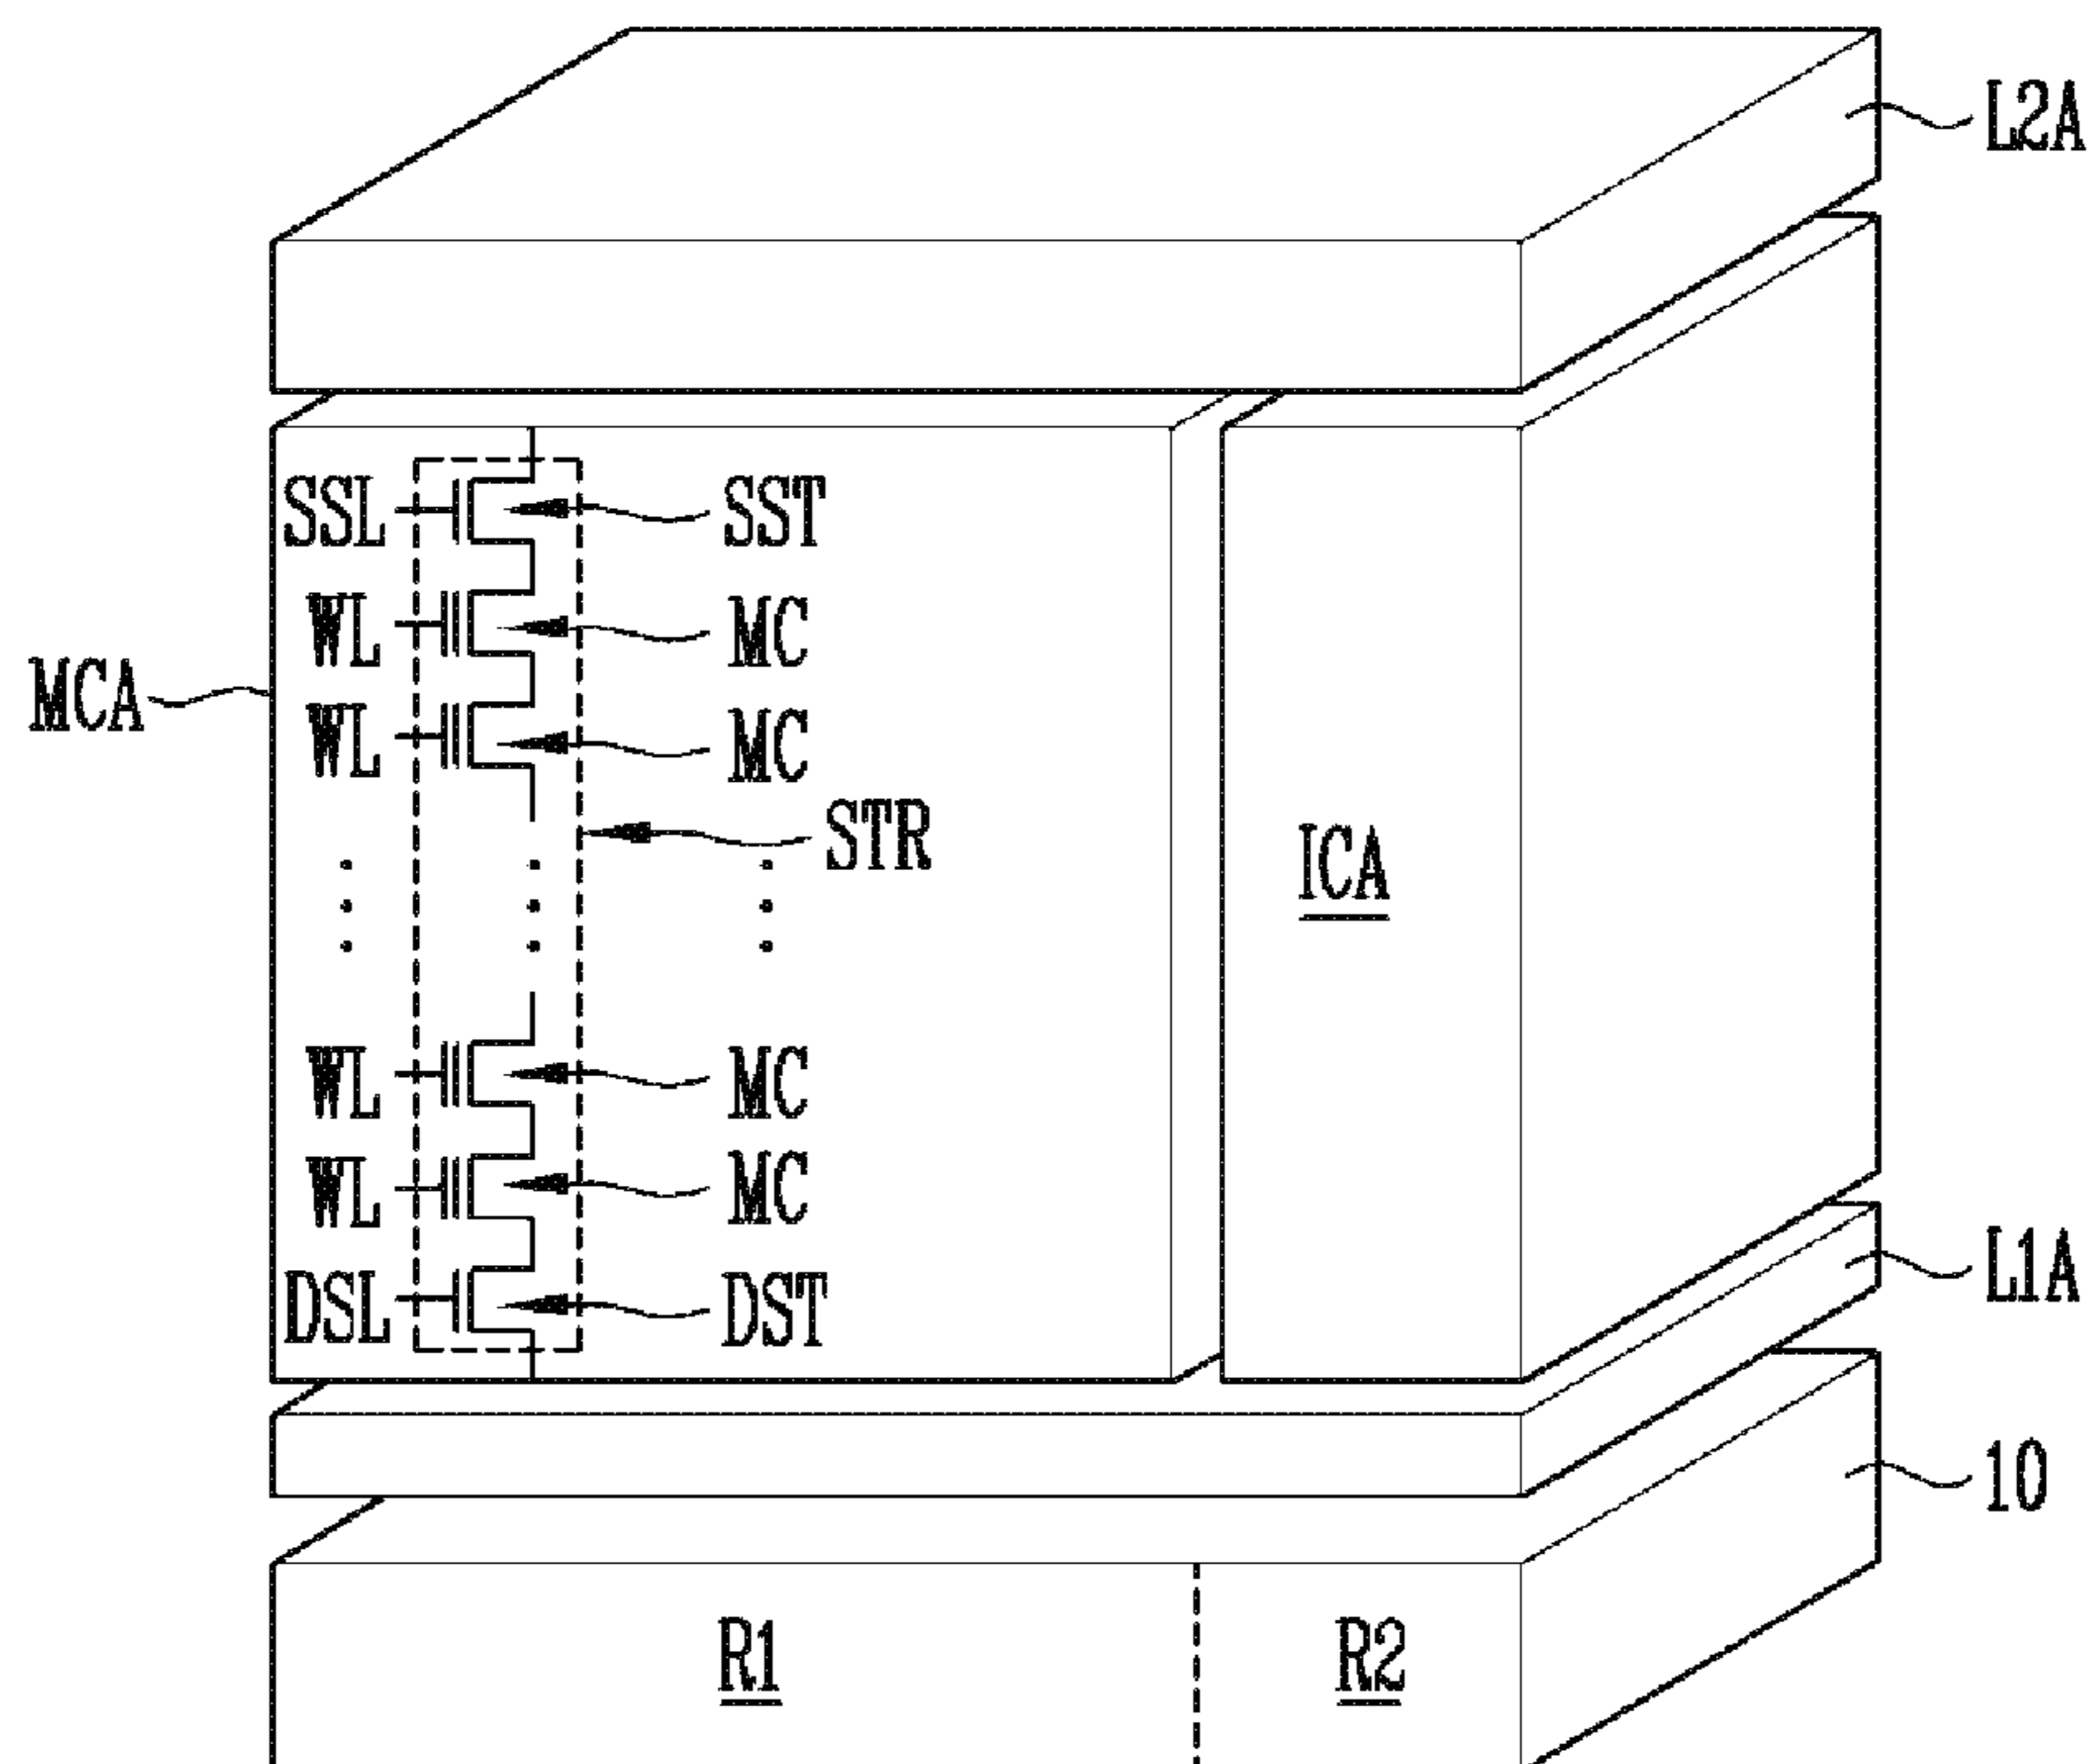 L2A
SSL SST
WL MC
MCA
WL MC
STR
ICA
WL MC
WL MC
L1A
DSL DST
10
R1 R2